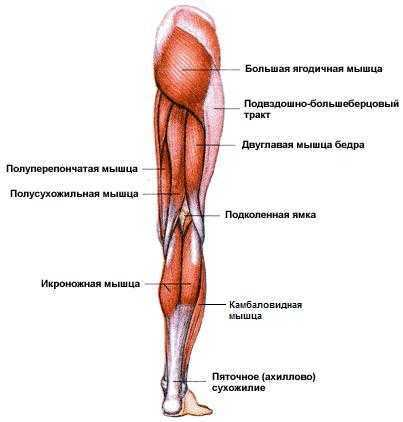 Большая ягодичная мышца
Подвздошно-большеберцовый
тракт
Двуглавая мышца бедра
Полуперепончатая мышца
Полусухожильная мышца
Подколенная ямка
Икроножная мышца
Камбаловидная
мышца
Пяточное (ахиллово)
сухожилие